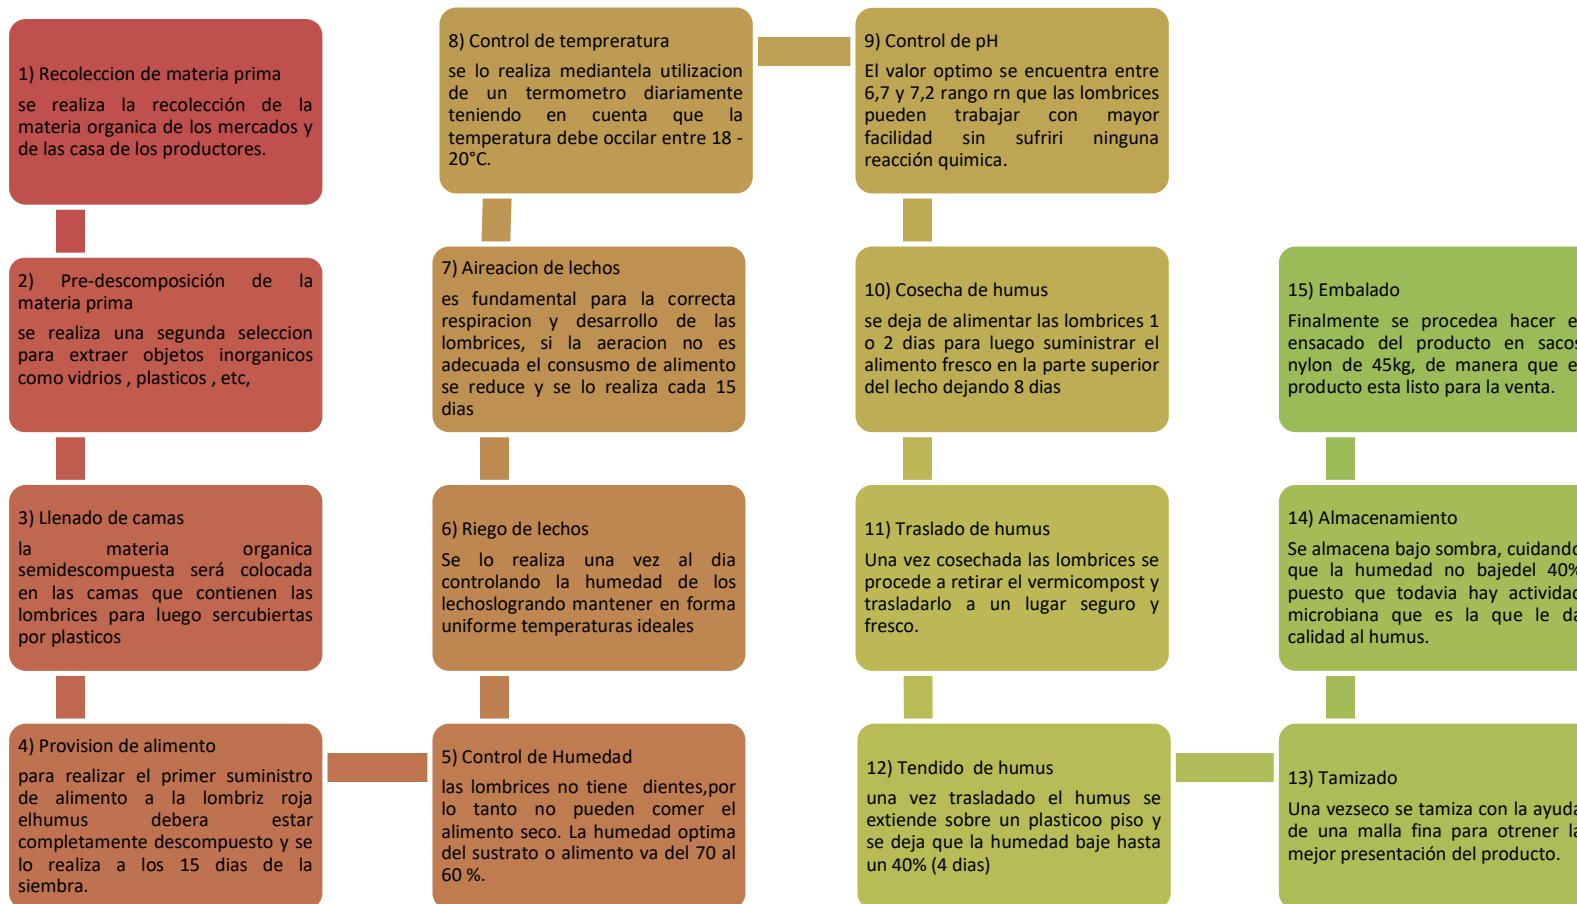 1) Recoleccion de materia prima
se realiza la recolección de la
materia organica de los mercados y
de las casa de los productores.
2) Pre-descomposición de la
materia prima
se realiza una segunda seleccion
para extraer objetos inorganicos
como vidrios , plasticos , etc,
3) Llenado de camas
la materia organica
semidescompuesta será colocada
en las camas que contienen las
lombrices para luego sercubiertas
por plasticos
4) Provision de alimento
para realizar el primer suministro
de alimento a la lombriz roja
elhumus debera estar
completamente descompuesto y se
lo realiza a los 15 dias de la
siembra.
5) Control de Humedad
las lombrices no tiene dientes,por
lo tanto no pueden comer el
alimento seco. La humedad optima
del sustrato o alimento va del 70 al
60 %.
6) Riego de lechos
Se lo realiza una vez al dia
controlando la humedad de los
lechoslogrando mantener en forma
uniforme temperaturas ideales
7) Aireacion de lechos
es fundamental para la correcta
respiracion y desarrollo de las
lombrices, si la aeracion no es
adecuada el consusmo de alimento
se reduce y se lo realiza cada 15
dias
8) Control de tempreratura
se lo realiza mediantela utilizacion
de un termometro diariamente
teniendo en cuenta que la
temperatura debe occilar entre 18 -
20°C.
9) Control de pH
El valor optimo se encuentra entre
6,7 y 7,2 rango rn que las lombrices
pueden trabajar con mayor
facilidad sin sufriri ninguna
reacción quimica.
10) Cosecha de humus
se deja de alimentar las lombrices 1
o 2 dias para luego suministrar el
alimento fresco en la parte superior
del lecho dejando 8 dias
11) Traslado de humus
Una vez cosechada las lombrices se
procede a retirar el vermicompost y
trasladarlo a un lugar seguro y
fresco.
12) Tendido de humus
una vez trasladado el humus se
extiende sobre un plasticoo piso y
se deja que la humedad baje hasta
un 40% (4 dias)
13) Tamizado
Una vezseco se tamiza con la ayuda
de una malla fina para otrener la
mejor presentación del producto.
14) Almacenamiento
Se almacena bajo sombra, cuidando
que la humedad no bajedel 40%
puesto que todavia hay actividad
microbiana que es la que le da
calidad al humus.
15) Embalado
Finalmente se procedea hacer e
ensacado del producto en sacos
nylon de 45kg, de manera que e
producto esta listo para la venta.